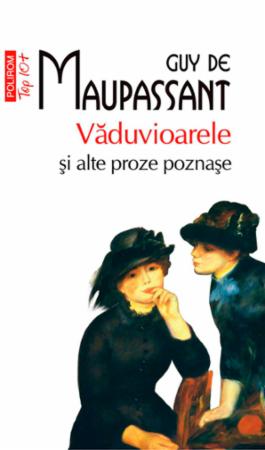 POLIROM
Top 10+
GUY DE
MAUPASSANT
Văduvioarele
şi alte proze poznaşe